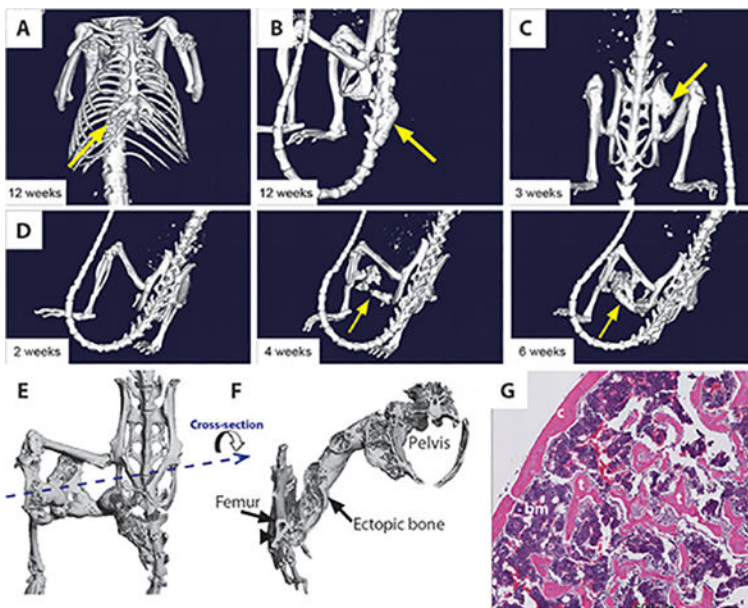 A
12 weeks
B
12 weeks
C
3 weeks
D
2 weeks
4 weeks
6 weeks
E
Cross-section
F
Pelvis
Femur
Ectopic bone
G
c
t
t
bm